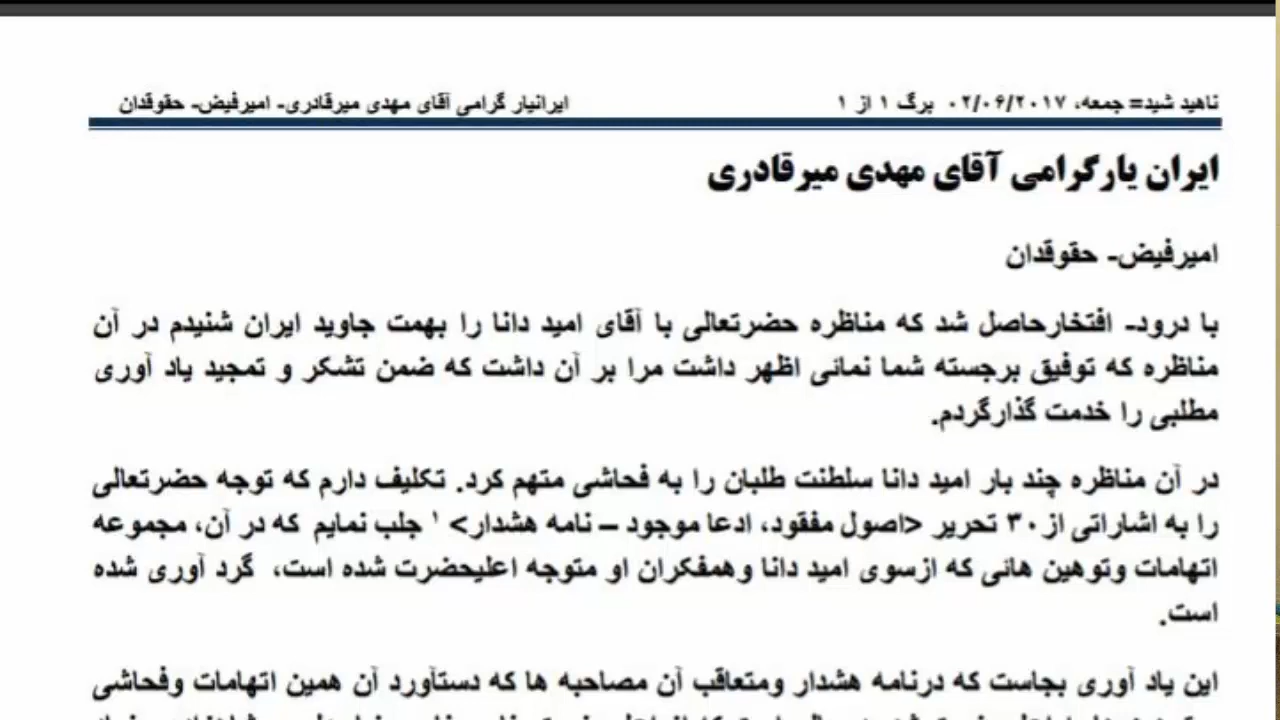 ناهید شید= جمعه، ۰۲/۰۶/۲۰۱۷ برگ ۱ از ۱
ایرانیار گرامی آقای مهدی میرقادری- امیرفیض- حقوقدان
ایران یارگرامی آقای مهدی میرقادری
امیرفیض- حقوقدان
با درود- افتخارحاصل شد که مناظره حضرتعالی با آقای امید دانا را بهمت جاوید ایران شنیدم در آن
مناظره که توفیق برجسته شما نمائی اظهر داشت مرا بر آن داشت که ضمن تشکر و تمجید یاد آوری
مطلبی را خدمت گذارگردم.
در آن مناظره چند بار امید دانا سلطنت طلبان را به فحاشی متهم کرد. تکلیف دارم که توجه حضرتعالی
را به اشاراتی از ۳۰ تحریر <اصول مفقود، ادعا موجود – نامه هشدار> ۱ جلب نمایم که در آن، مجموعه
اتهامات وتوهین هائی که ازسوی امید دانا وهمفکران او متوجه اعلیحضرت شده است، گرد آوری شده
است.
این یاد آوری بجاست که درنامه هشدار ومتعاقب آن مصاحبه ها که دستآورد آن همین اتهامات وفحاشی